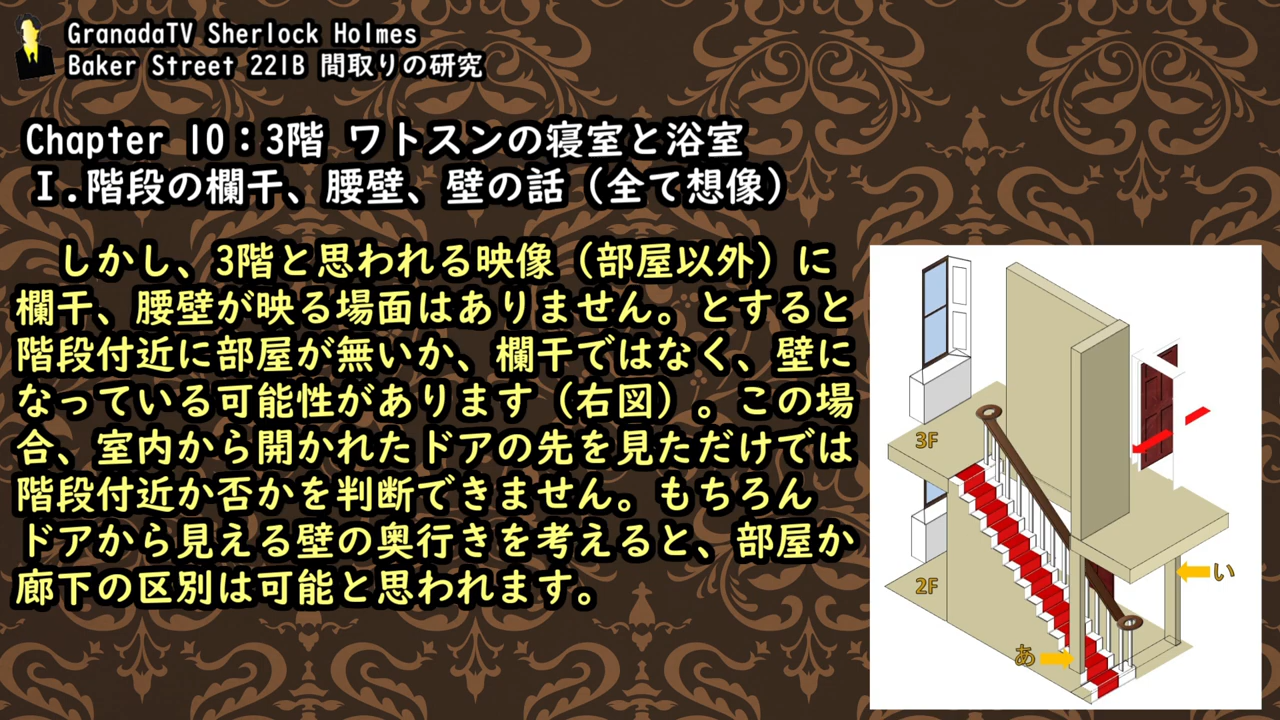 GranadaTV Sherlock Holmes
Baker Street 221B 間取りの研究
Chapter 10：3階 ワトスンの寝室と浴室
Ⅰ.階段の欄干、腰壁、壁の話（全て想像）
しかし、3階と思われる映像（部屋以外）に
欄干、腰壁が映る場面はありません。とすると
階段付近に部屋が無いか、欄干ではなく、壁に
なっている可能性があります（右図）。この場
合、室内から開かれたドアの先を見ただけでは
階段付近か否かを判断できません。もちろん
ドアから見える壁の奥行きを考えると、部屋か
廊下の区別は可能と思われます。
3F
2F
い
あ